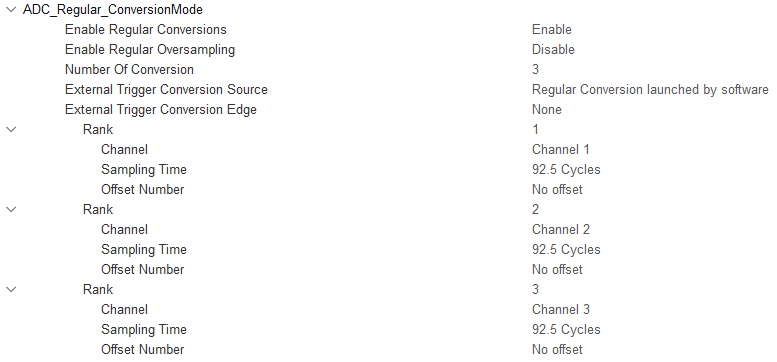 ADC_Regular_ConversionMode
Enable Regular Conversions Enable
Enable Regular Oversampling Disable
Number Of Conversion 3
External Trigger Conversion Source Regular Conversion launched by software
External Trigger Conversion Edge None
Rank 1
Channel Channel 1
Sampling Time 92.5 Cycles
Offset Number No offset
Rank 2
Channel Channel 2
Sampling Time 92.5 Cycles
Offset Number No offset
Rank 3
Channel Channel 3
Sampling Time 92.5 Cycles
Offset Number No offset